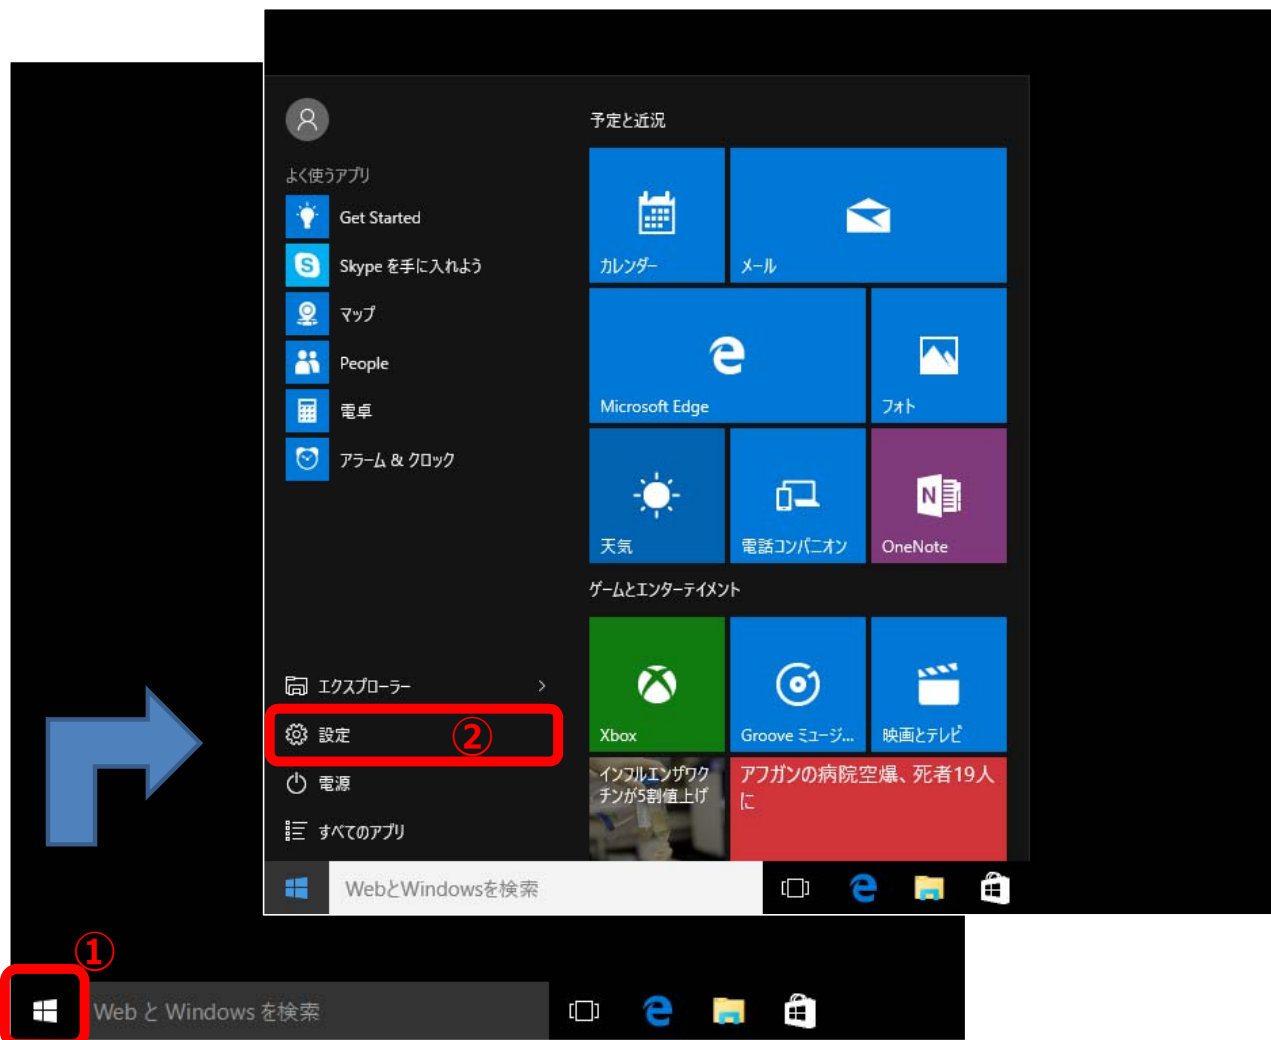 よく使うアプリ
Get Started
Skype を手に入れよう
マップ
People
電卓
アラーム & クロック
エクスプローラー
設定
②
電源
すべてのアプリ
予定と近況
カレンダー
メール
Microsoft Edge
フォト
天気
電話コンパニオン
OneNote
ゲームとエンターテイメント
Xbox
Groove ミュージ...
映画とテレビ
インフルエンザワク
チンが5割値上げ
アフガンの病院空爆、死者19人
に
WebとWindowsを検索
①
Web と Windows を検索